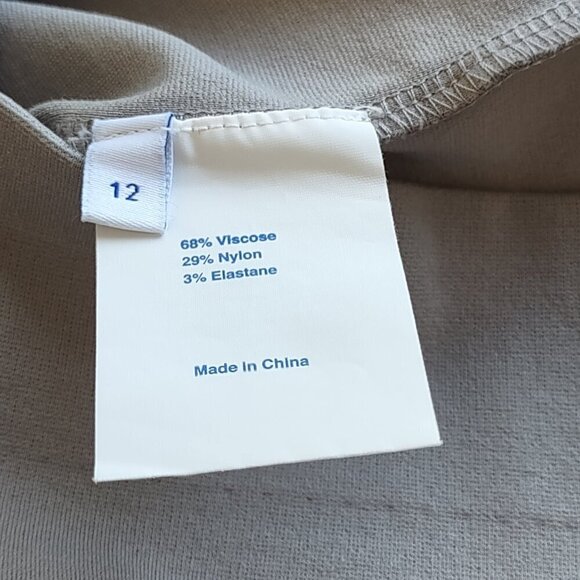 12
68% Viscose
29% Nylon
3% Elastane
Made in China